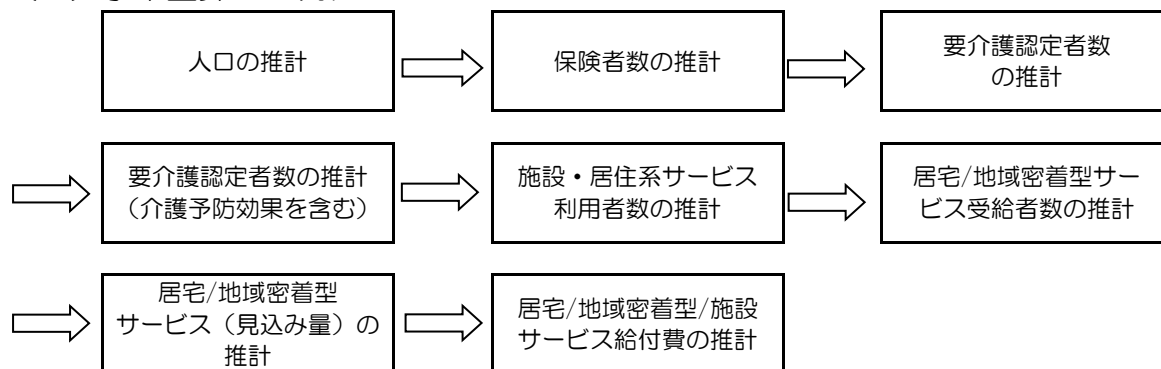 人口の推計
保険者数の推計
要介護認定者数
の推計
要介護認定者数の推計
（介護予防効果を含む）
施設・居住系サービス
利用者数の推計
居宅/地域密着型サー
ビス受給者数の推計
居宅/地域密着型
サービス（見込み量）の
推計
居宅/地域密着型/施設
サービス給付費の推計